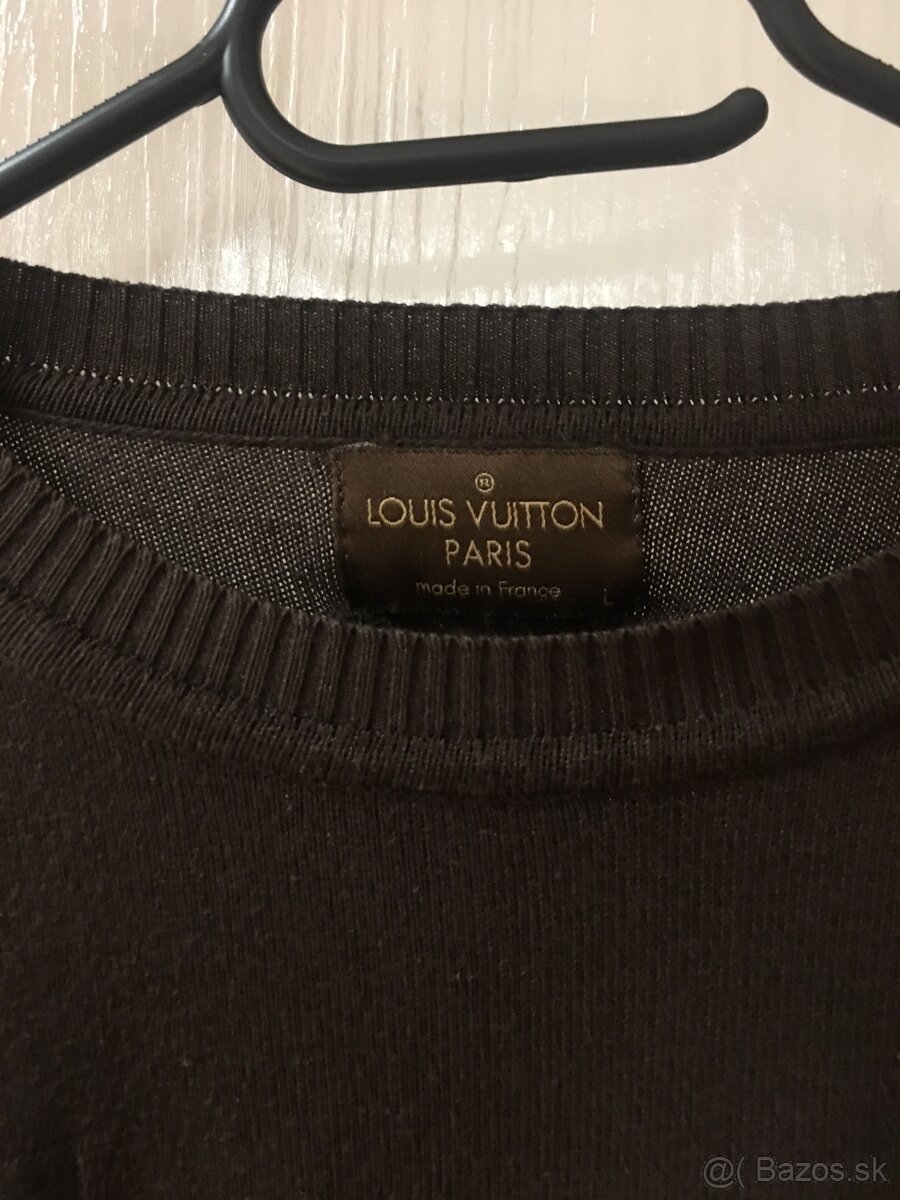 ®
LOUIS VUITTON
PARIS
made in France L
@( Bazos.sk